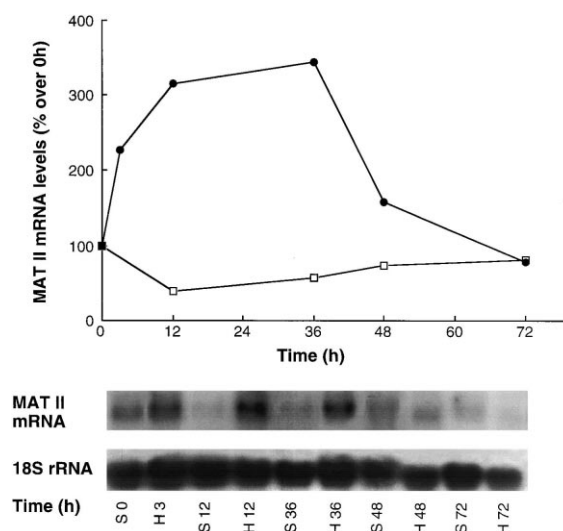 400
300
200
100
0
MAT II mRNA levels (% over 0h)
0 12 24 36 48 60 72
Time (h)
MAT II
mRNA
18S rRNA
Time (h) S 0 H3 S 12 H 12 S 36 H 36 S 48 H 48 S 72 H 72